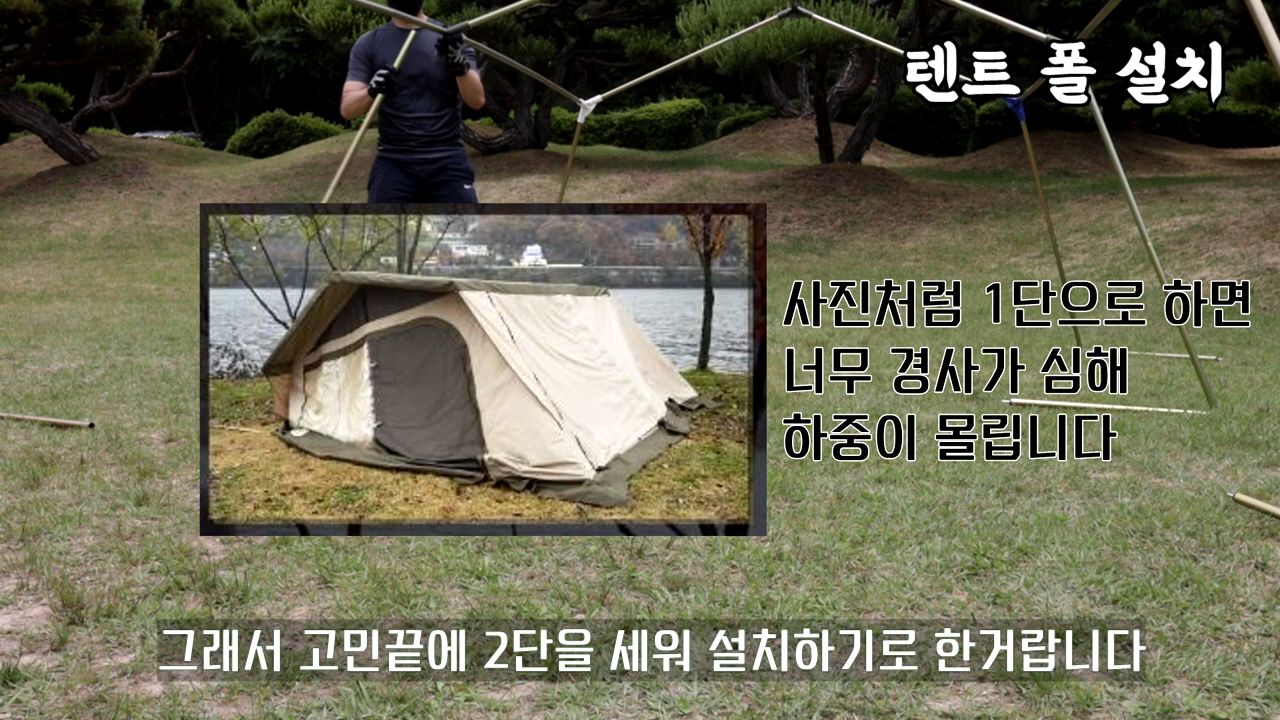 텐트 폴 설치
사진처럼 1단으로 하면
너무 경사가 심해
하중이 몰립니다
그래서 고민끝에 2단을 세워 설치하기로 한거랍니다